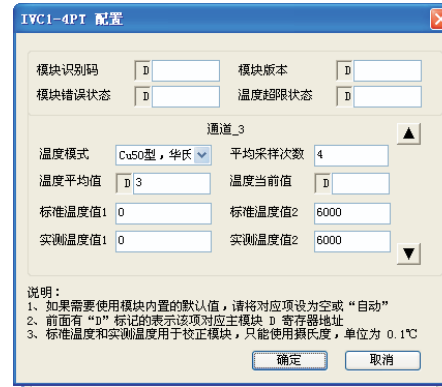 IVC1-4PT 配置
模块识别码 D 模块版本 D
模块错误状态 D 温度超限状态 D
通道_3
温度模式 Cu50型，华氏 平均采样次数 4
温度平均值 D 3 温度当前值 D
标准温度值1 0 标准温度值2 6000
实测温度值1 0 实测温度值2 6000
说明：
1、如果需要使用模块内置的默认值，请将对应项设为空或“自动”
2、前面有“D”标记的表示该项对应主模块 D 寄存器地址
3、标准温度和实测温度用于校正模块，只能使用摄氏度，单位为 0.1℃
确定 取消